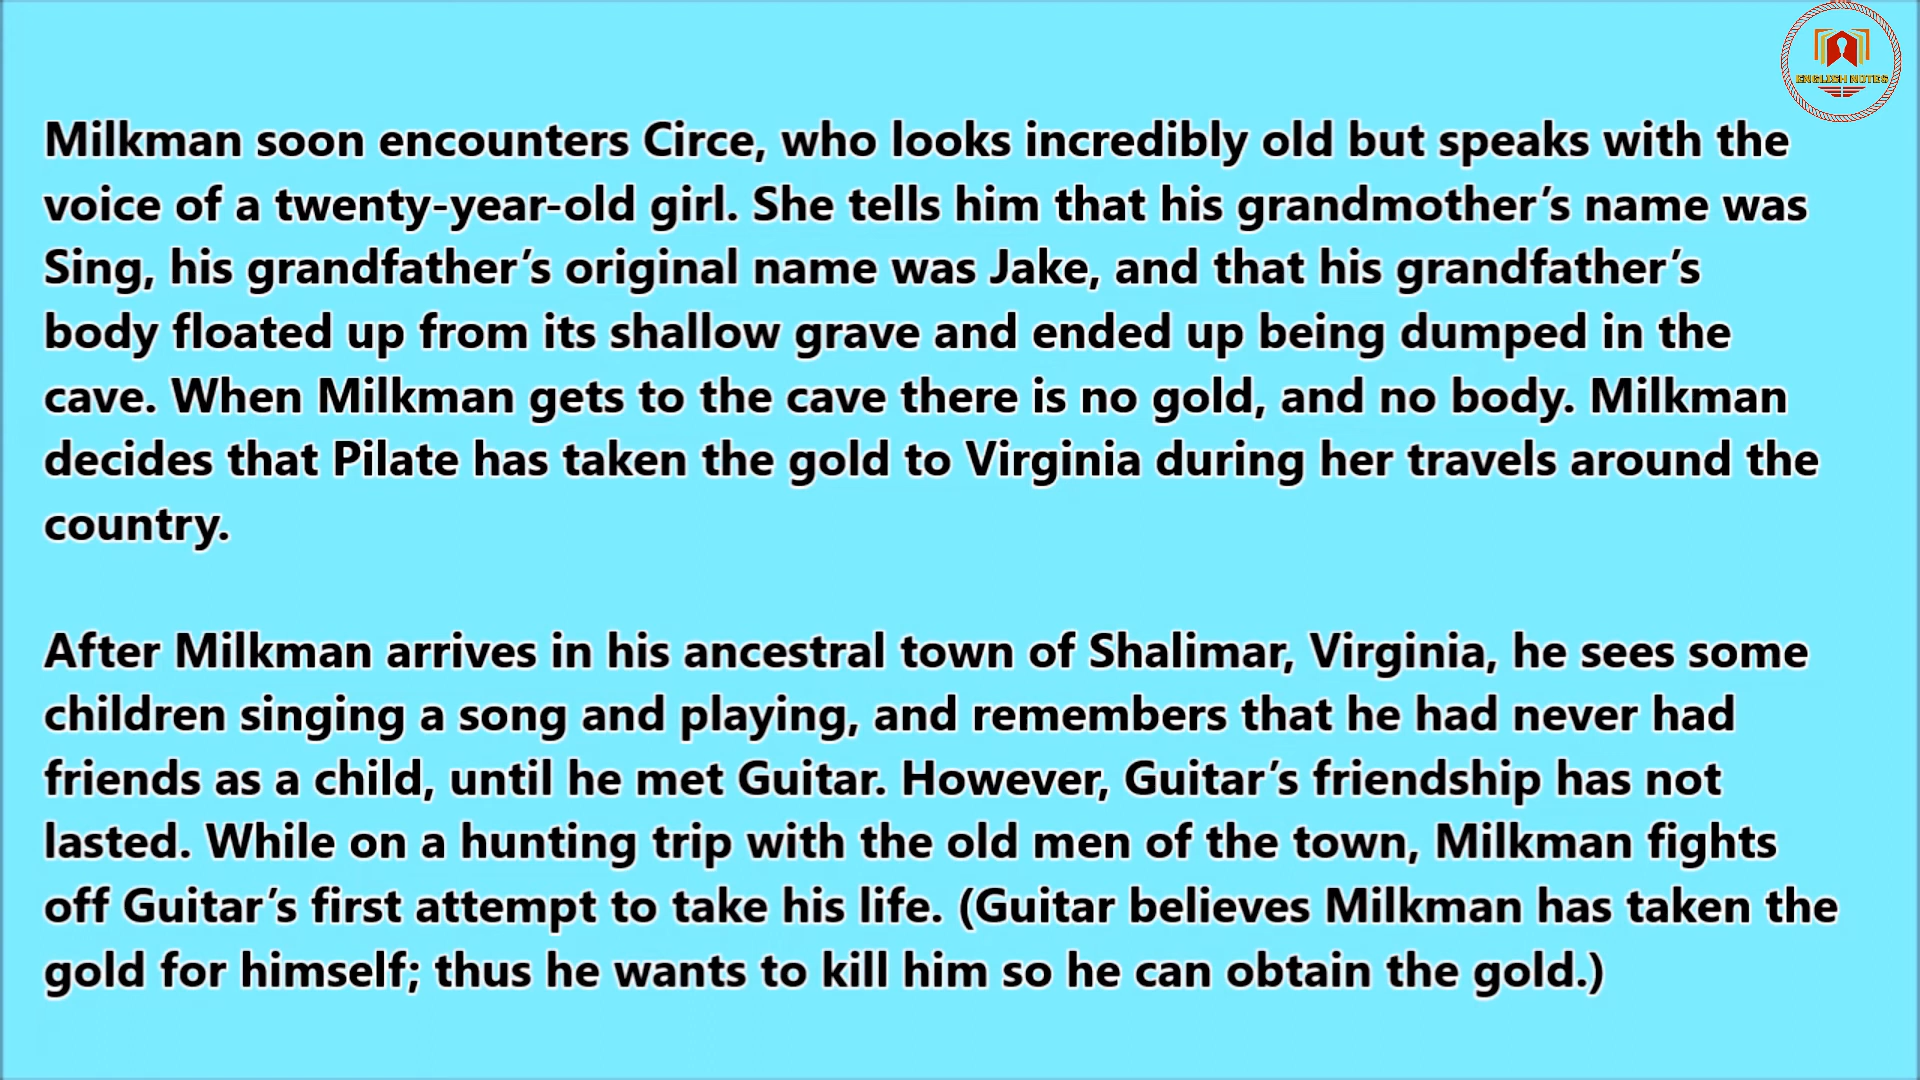 ENGLISH NOTES
Milkman soon encounters Circe, who looks incredibly old but speaks with the
voice of a twenty-year-old girl. She tells him that his grandmother’s name was
Sing, his grandfather’s original name was Jake, and that his grandfather’s
body floated up from its shallow grave and ended up being dumped in the
cave. When Milkman gets to the cave there is no gold, and no body. Milkman
decides that Pilate has taken the gold to Virginia during her travels around the
country.
After Milkman arrives in his ancestral town of Shalimar, Virginia, he sees some
children singing a song and playing, and remembers that he had never had
friends as a child, until he met Guitar. However, Guitar’s friendship has not
lasted. While on a hunting trip with the old men of the town, Milkman fights
off Guitar’s first attempt to take his life. (Guitar believes Milkman has taken the
gold for himself; thus he wants to kill him so he can obtain the gold.)